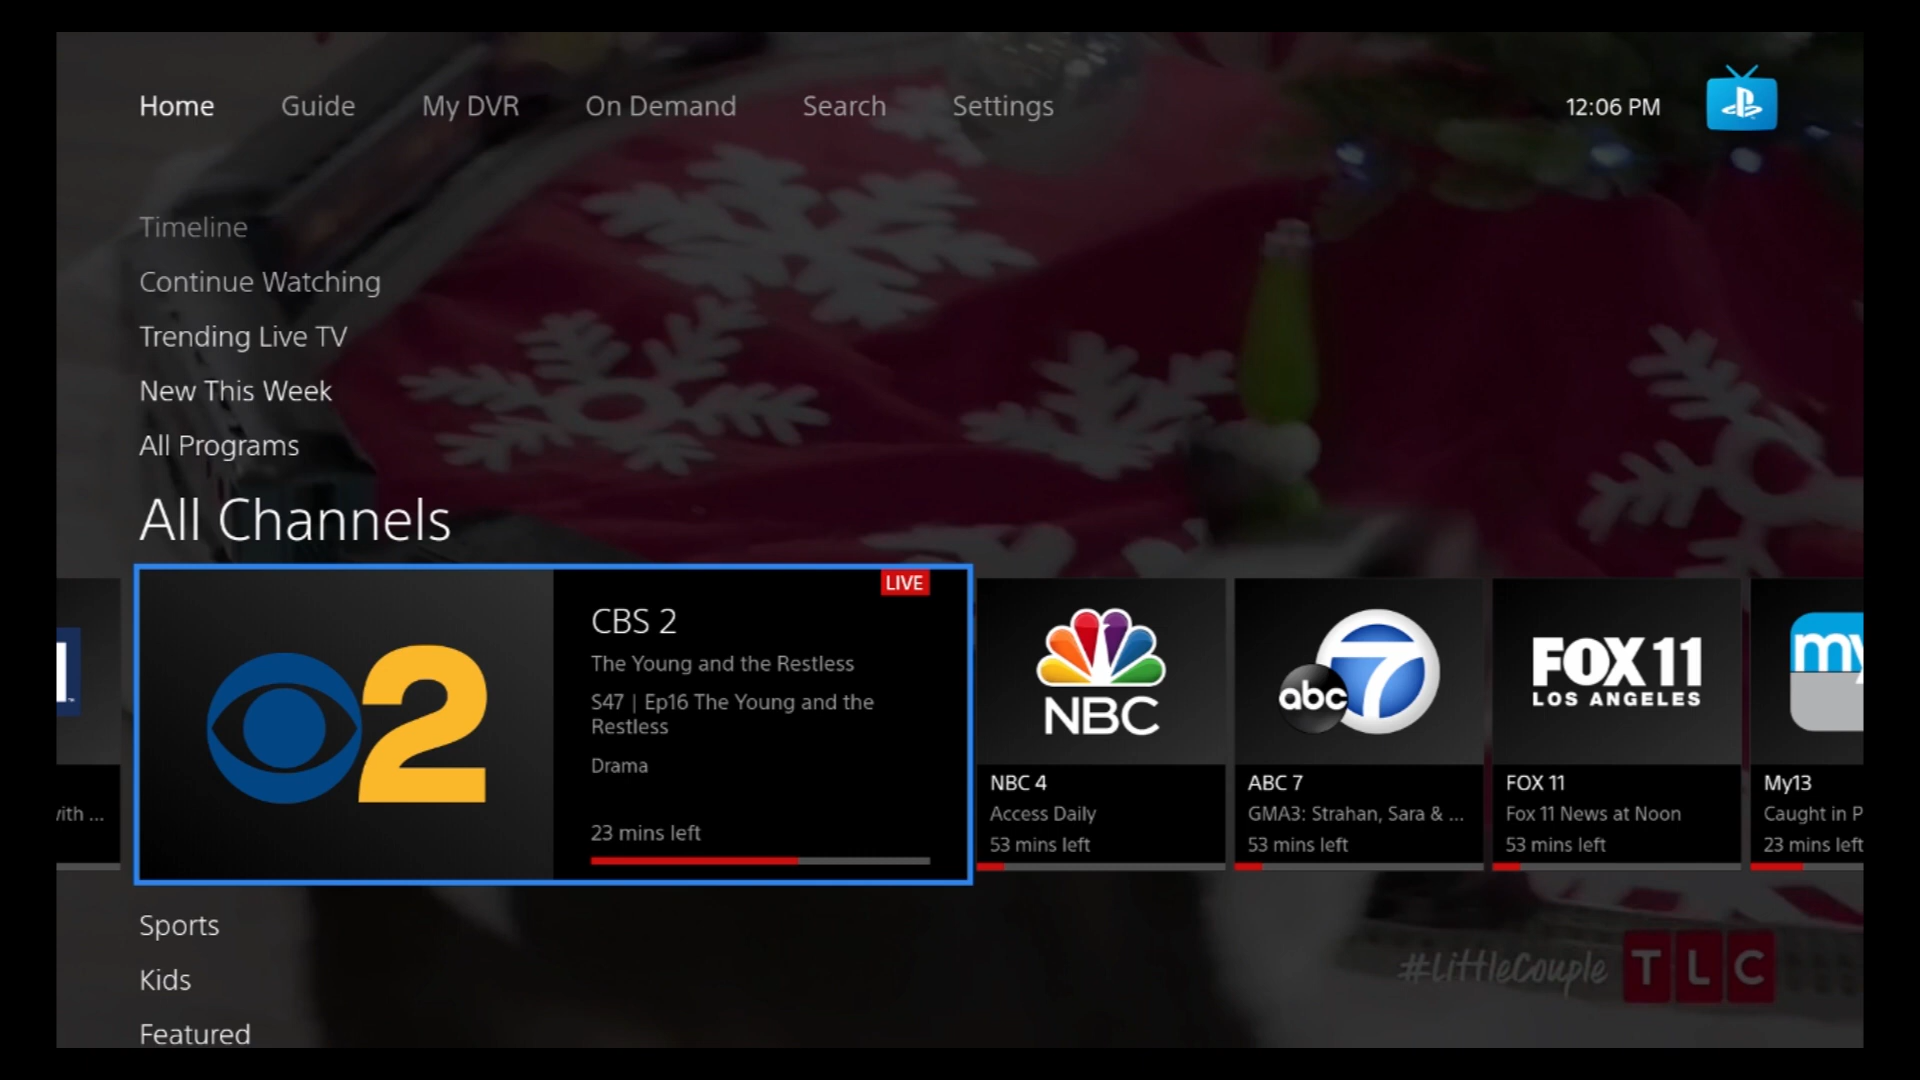 Home Guide My DVR On Demand Search Settings 12:06 PM
Timeline
Continue Watching
Trending Live TV
New This Week
All Programs
All Channels
with ...
2
LIVE
CBS 2
The Young and the Restless
S47 | Ep16 The Young and the
Restless
Drama
23 mins left
NBC
NBC 4
Access Daily
53 mins left
abc 7
ABC 7
GMA3: Strahan, Sara & ...
53 mins left
FOX 11
LOS ANGELES
FOX 11
Fox 11 News at Noon
53 mins left
my
My13
Caught in P
23 mins left
Sports
Kids
Featured
#LittleCouple TLC